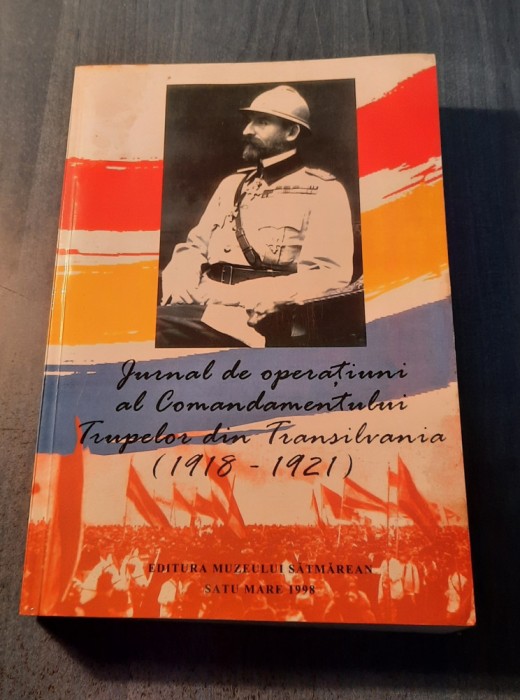 Jurnal de operațiuni
al Comandamentului
Trupelor din Transilvania
(1918 - 1921)
EDITURA MUZEULUI SĂTMĂREAN
SATU MARE 1998